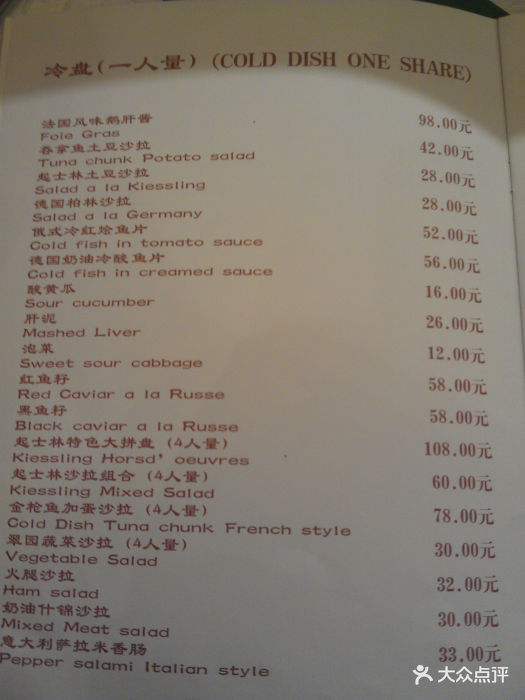 冷盘(一人量) (COLD DISH ONE SHARE)
法国风味鹅肝酱 98.00元
Foie Gras
吞拿鱼土豆沙拉 42.00元
Tuna chunk Potato salad
起士林土豆沙拉 28.00元
Salad a la Kiessling
德国柏林沙拉 28.00元
Salad a la Germany
俄式冷红烩鱼片 52.00元
Cold fish in tomato sauce
德国奶油冷酸鱼片 56.00元
Cold fish in creamed sauce
酸黄瓜 16.00元
Sour cucumber
肝泥 26.00元
Mashed Liver
泡菜 12.00元
Sweet sour cabbage
红鱼籽 58.00元
Red Caviar a la Russe
黑鱼籽 58.00元
Black caviar a la Russe
起士林特色大拼盘 (4人量) 108.00元
Kiessling Horsd' oeuvres
起士林沙拉组合 (4人量) 60.00元
Kiessling Mixed Salad
金枪鱼加蛋沙拉 (4人量) 78.00元
Cold Dish Tuna chunk French style
翠园蔬菜沙拉 (4人量) 30.00元
Vegetable Salad
火腿沙拉 32.00元
Ham salad
奶油什锦沙拉 30.00元
Mixed Meat salad
意大利萨拉米香肠 33.00元
Pepper salami Italian style
大众点评